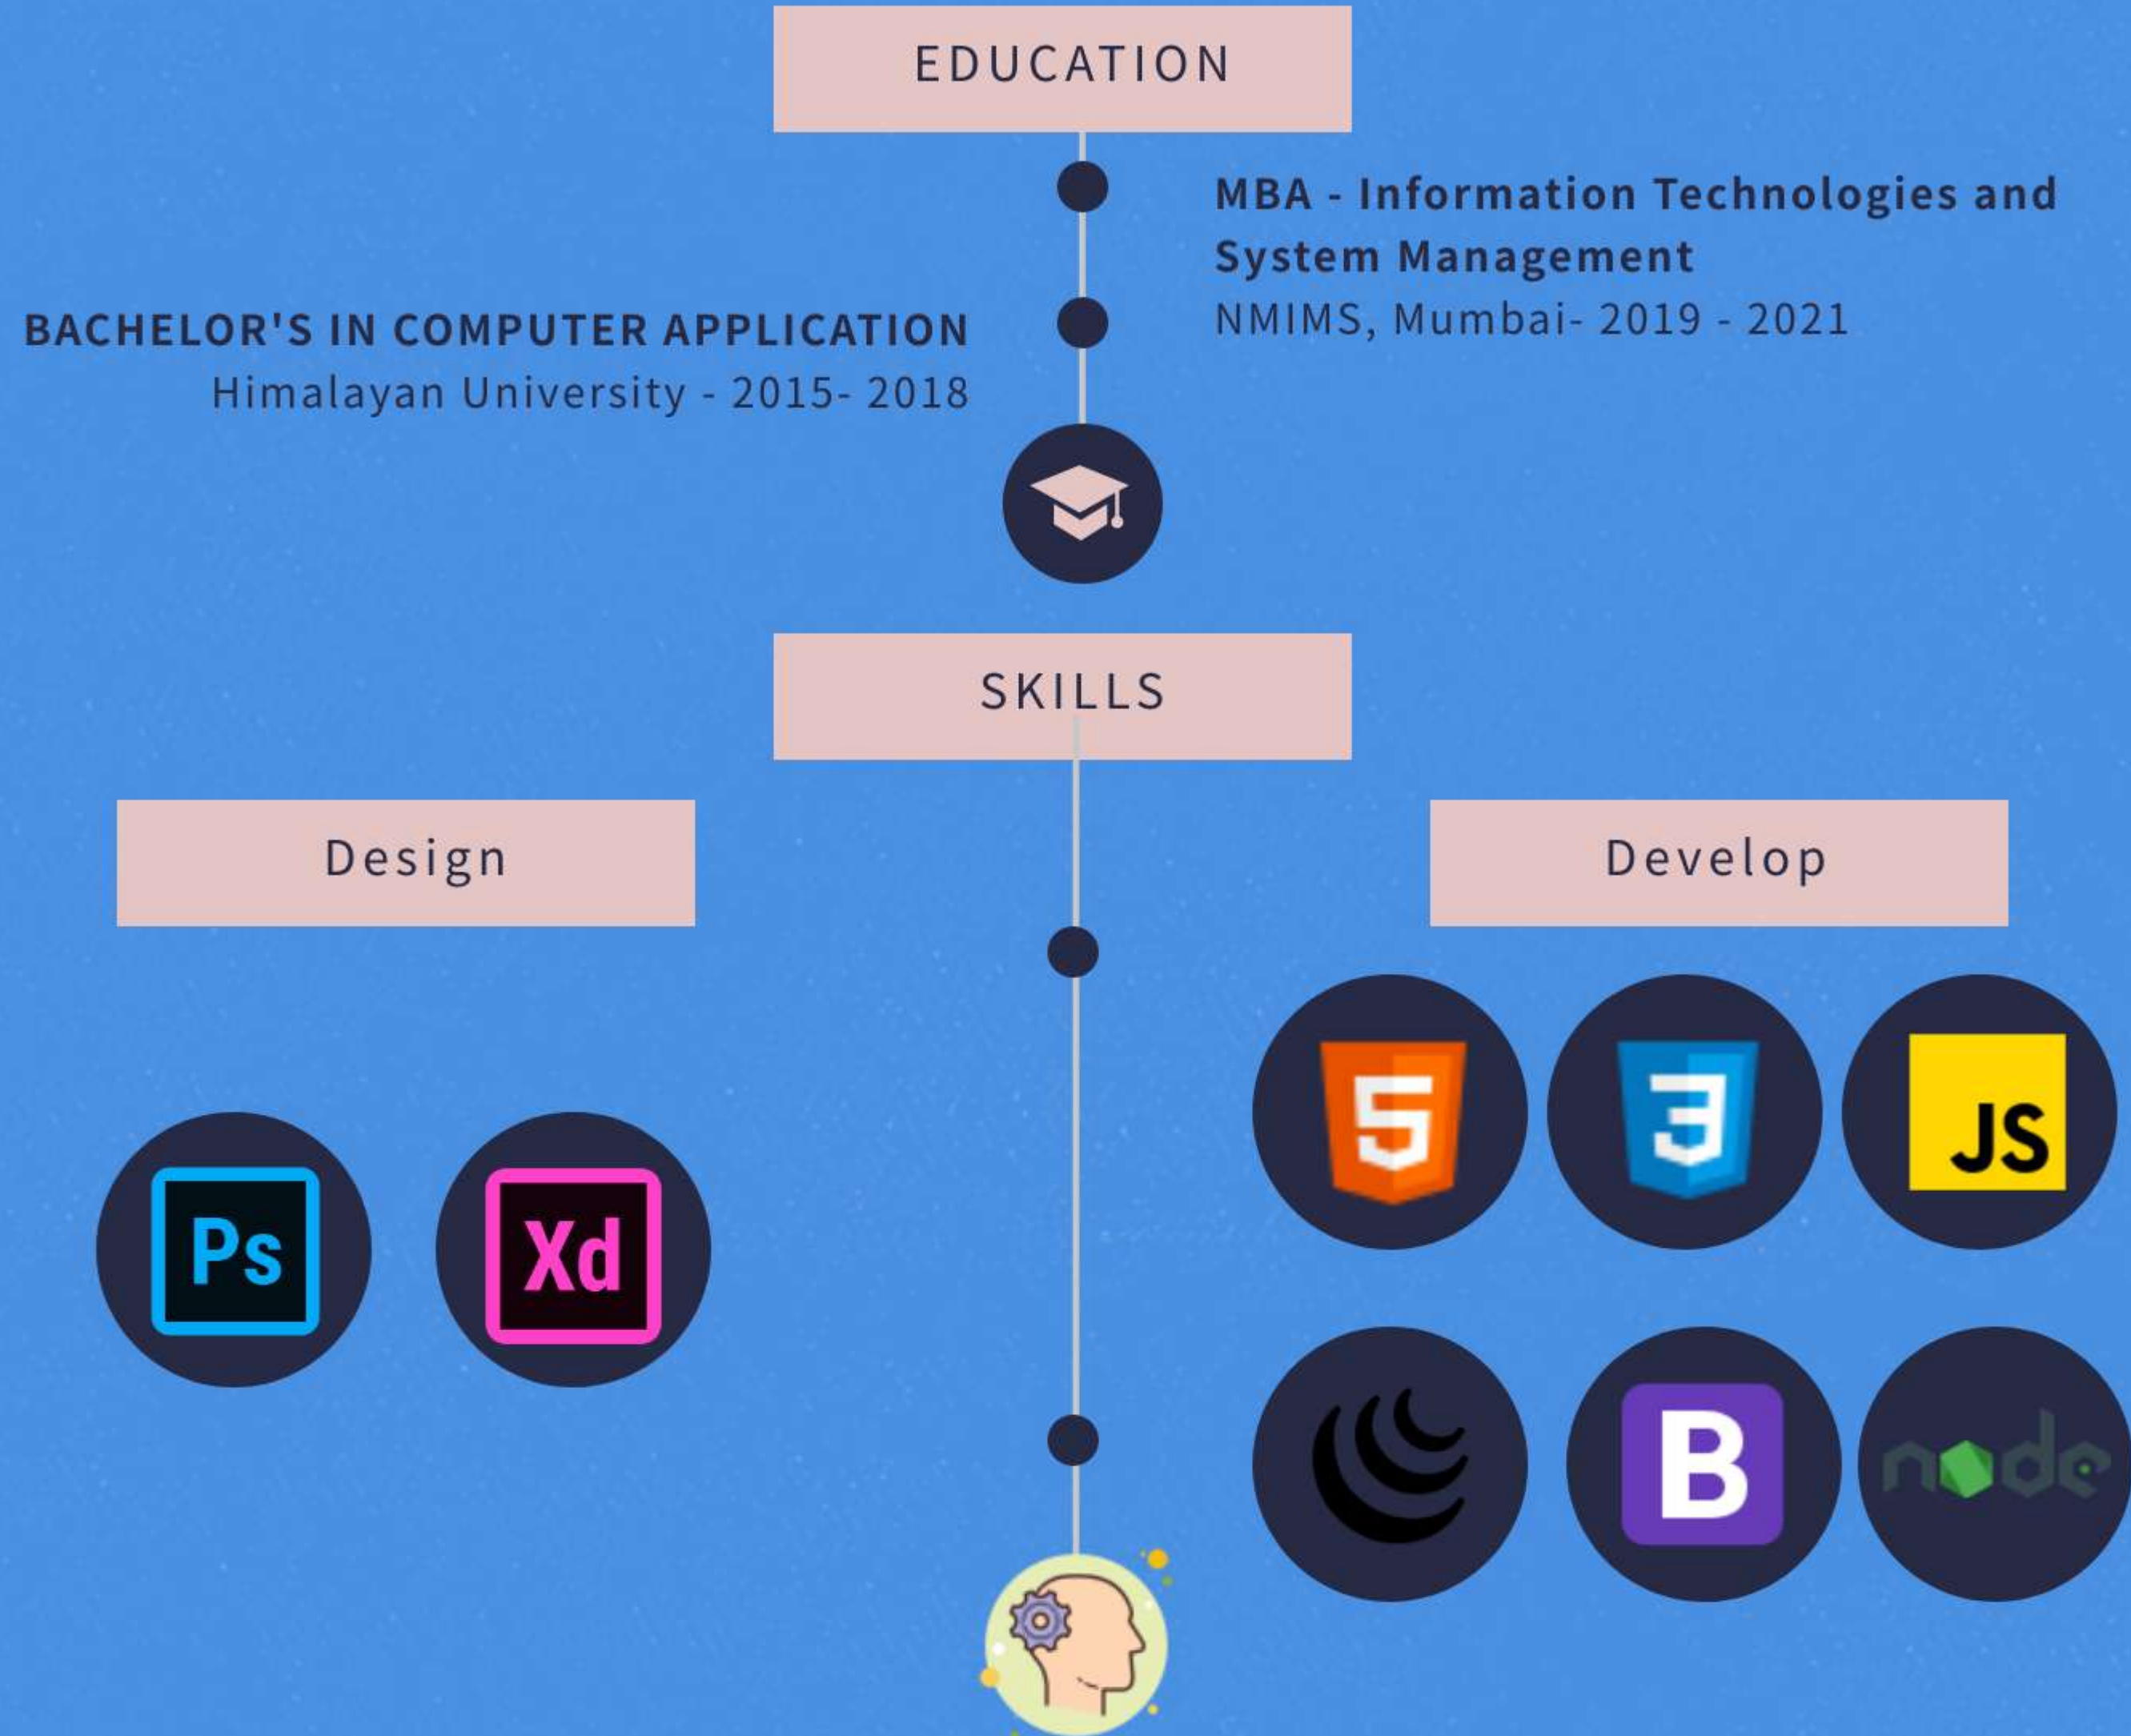 EDUCATION
MBA - Information Technologies and
System Management
NMIMS, Mumbai- 2019 - 2021
BACHELOR'S IN COMPUTER APPLICATION
Himalayan University - 2015- 2018
SKILLS
Design
Develop
Ps
Xd
5
3
JS
B
node